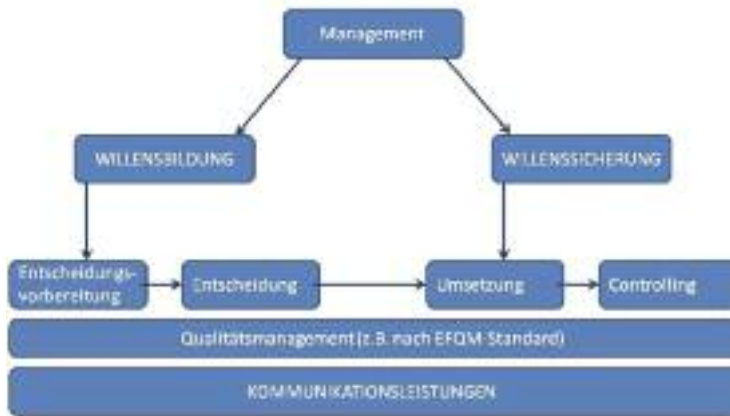 Management
WILLENSBILDUNG
WILLENSSICHERUNG
Entscheidungs-
vorbereitung
Entscheidung
Umsetzung
Controlling
Qualitätsmanagement (z.B. nach EFQM-Standard)
KOMMUNIKATIONSLEISTUNGEN